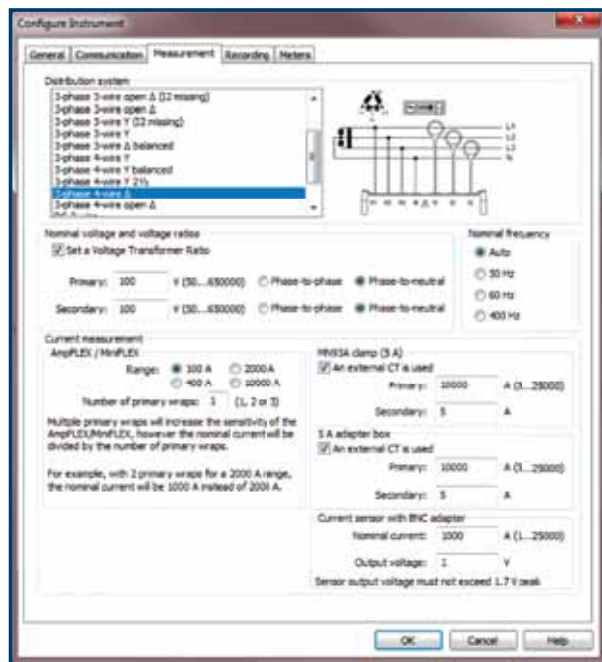 Configure Instrument
General Communication Measurement Recording Meters
Distribution system
3-phase 3-wire open Δ (I2 missing)
3-phase 3-wire open Δ
3-phase 3-wire Y (I2 missing)
3-phase 3-wire Y
3-phase 3-wire Δ balanced
3-phase 4-wire Y
3-phase 4-wire Y balanced
3-phase 4-wire Y 2½
3-phase 4-wire Δ
3-phase 4-wire open Δ
L1
L2
L3
N
Nominal voltage and voltage ratios
Set a Voltage Transformer Ratio
Primary: 100 V (50...650000) Phase-to-phase Phase-to-neutral
Secondary: 100 V (50...650000) Phase-to-phase Phase-to-neutral
Nominal frequency
Auto
50 Hz
60 Hz
400 Hz
Current measurement
AmpFLEX / MiniFLEX
Range: 100 A 2000 A
400 A 10000 A
Number of primary wraps: 1 (1, 2 or 3)
Multiple primary wraps will increase the sensitivity of the
AmpFLEX/MiniFLEX, however the nominal current will be
divided by the number of primary wraps.
For example, with 2 primary wraps for a 2000 A range,
the nominal current will be 1000 A instead of 2000 A.
MN93A clamp (5 A)
An external CT is used
Primary: 10000 A (5...25000)
Secondary: 5 A
5 A adapter box
An external CT is used
Primary: 10000 A (5...25000)
Secondary: 5 A
Current sensor with BNC adapter
Nominal current: 1000 A (1...25000)
Output voltage: 1 V
Sensor output voltage must not exceed 1.7 V peak
OK Cancel Help